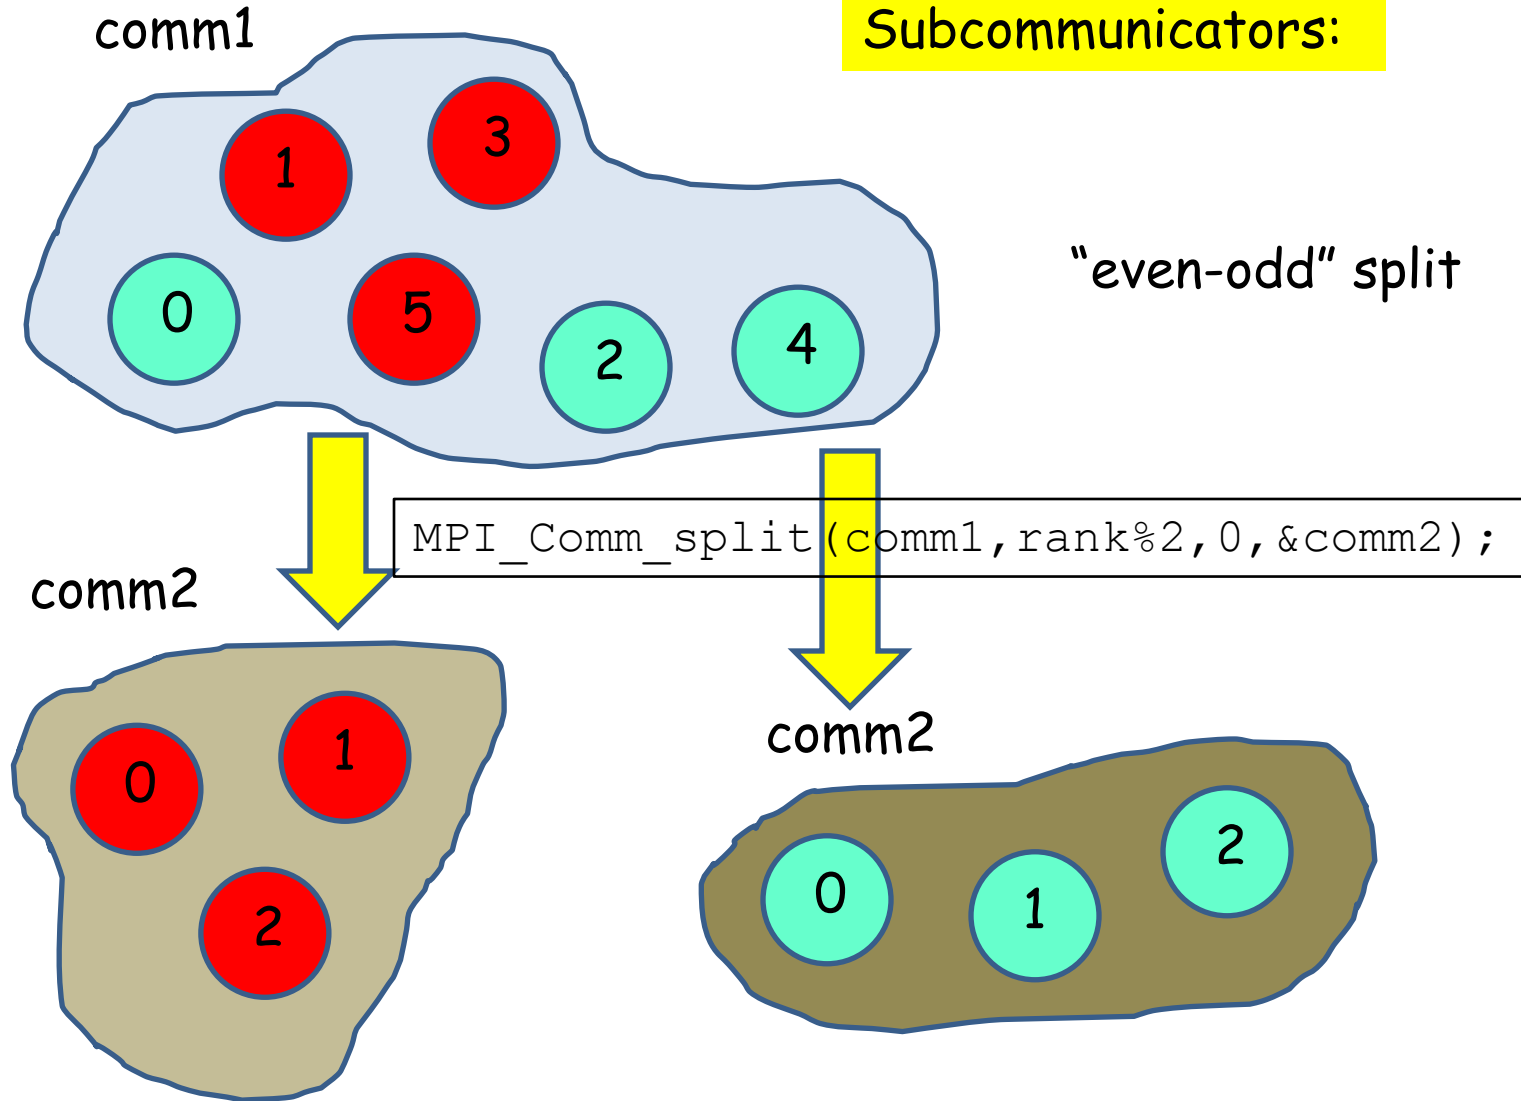 comm1
Subcommunicators:
1
3
"even-odd" split
0
5
2
4
MPI_Comm_split(comm1,rank%2,0,&comm2);
comm2
comm2
0
1
2
0
1
2